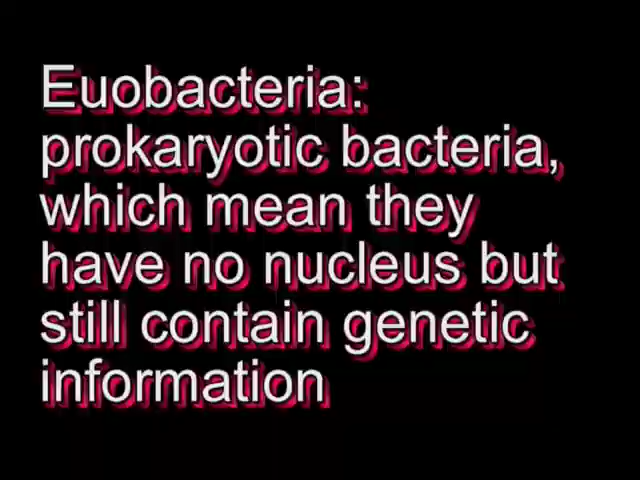 Euobacteria:
prokaryotic bacteria,
which mean they
have no nucleus but
still contain genetic
information